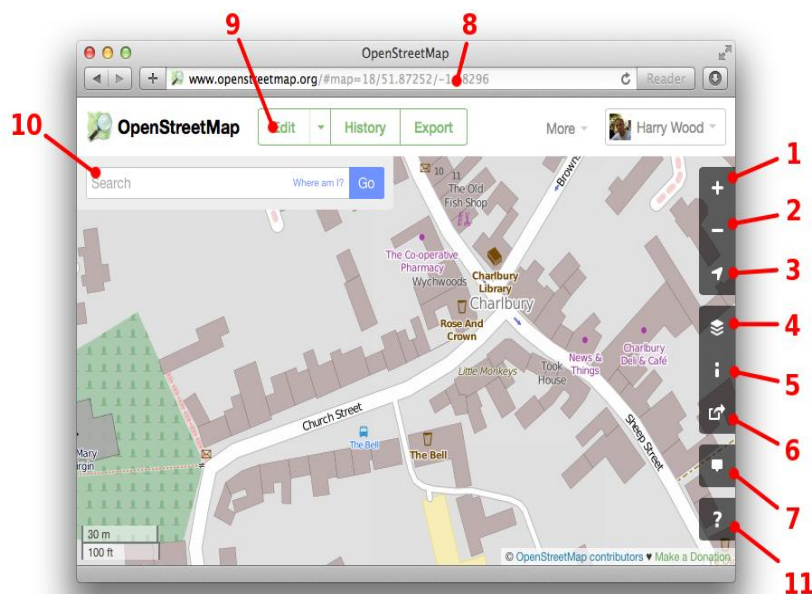 9
8
OpenStreetMap
www.openstreetmap.org/#map=18/51.87252/-1.48296
Reader
10
OpenStreetMap
Edit
History
Export
More
Harry Wood
Search
Where am I?
Go
1
2
3
4
5
6
7
11
+
−
i
?
10
11
The Old
Fish Shop
Browns
The Co-operative
Pharmacy
Wychwoods
Charlbury
Library
Charlbury
Rose And
Crown
Little Monkeys
Took
House
News &
Things
Charlbury
Deli & Café
Church Street
Sheep Street
The Bell
The Bell
Mary
irgin
30 m
100 ft
© OpenStreetMap contributors ♥ Make a Donation